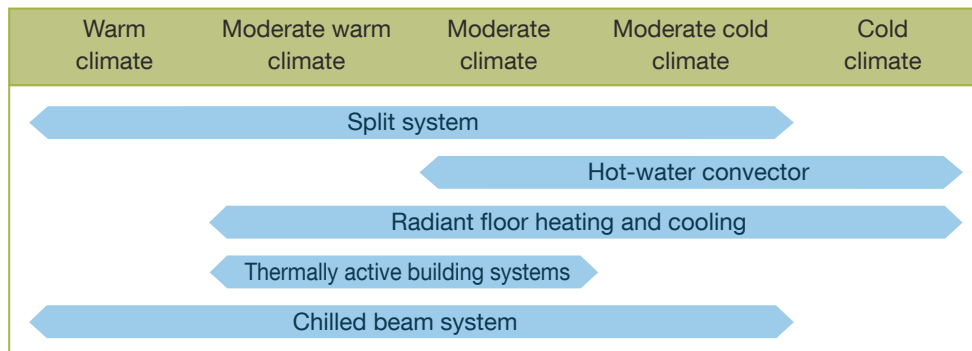 Warm climate
Moderate warm climate
Moderate climate
Moderate cold climate
Cold climate
Split system
Hot-water convector
Radiant floor heating and cooling
Thermally active building systems
Chilled beam system